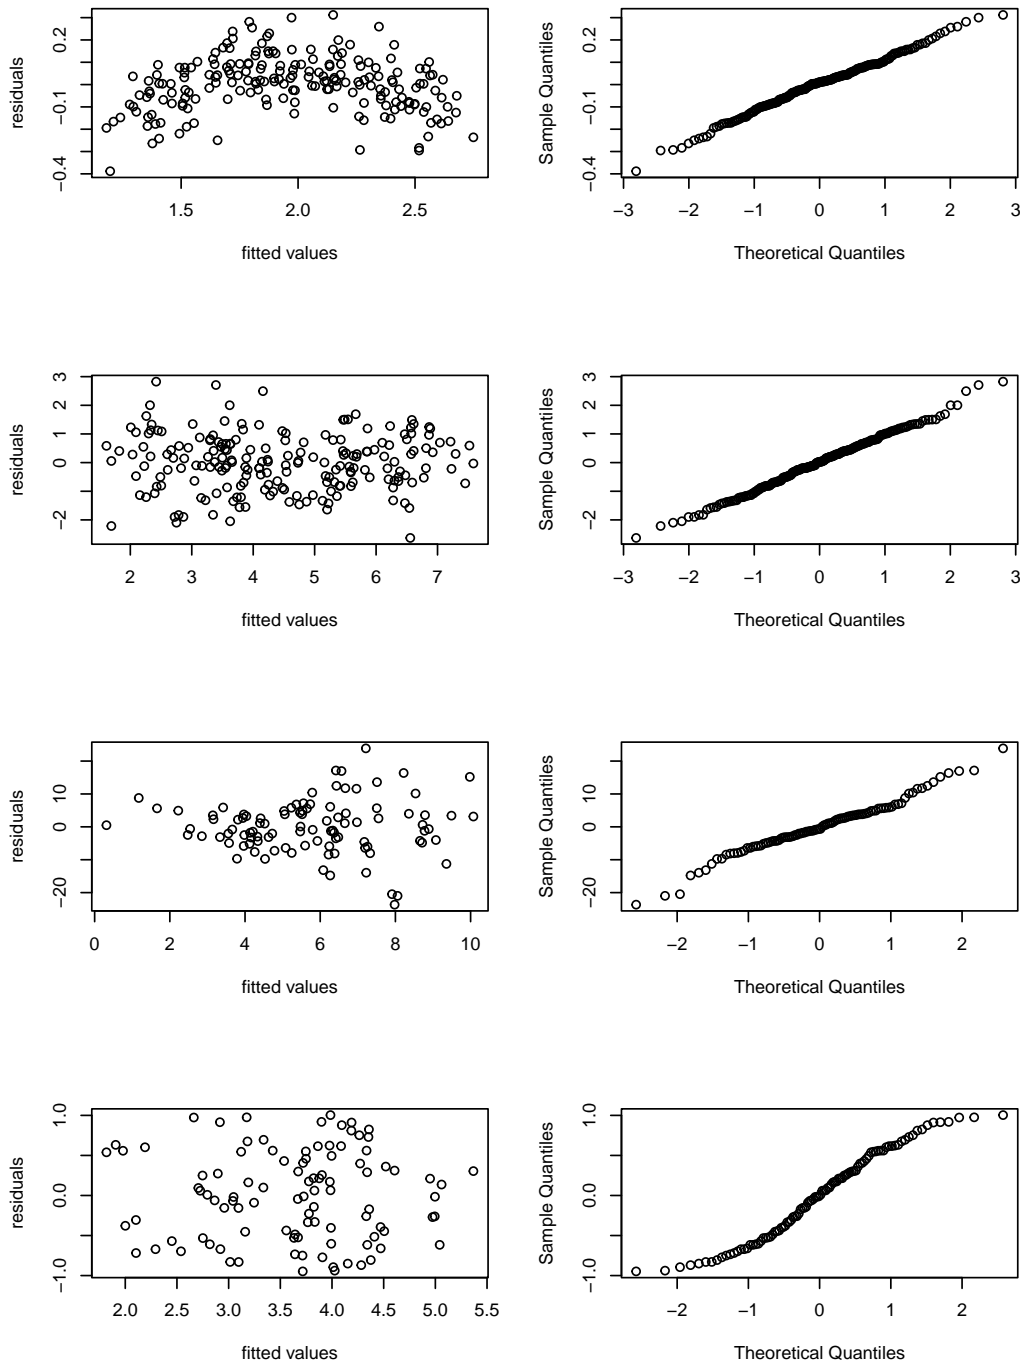 residuals
0.2
−0.1
−0.4
1.5 2.0 2.5
fitted values
Sample Quantiles
0.2
−0.1
−0.4
−3 −2 −1 0 1 2 3
Theoretical Quantiles
residuals
3
2
1
0
−2
2 3 4 5 6 7
fitted values
Sample Quantiles
3
2
1
0
−2
−3 −2 −1 0 1 2 3
Theoretical Quantiles
residuals
10
0
−20
0 2 4 6 8 10
fitted values
Sample Quantiles
10
0
−20
−2 −1 0 1 2
Theoretical Quantiles
residuals
1.0
0.0
−1.0
2.0 2.5 3.0 3.5 4.0 4.5 5.0 5.5
fitted values
Sample Quantiles
1.0
0.0
−1.0
−2 −1 0 1 2
Theoretical Quantiles